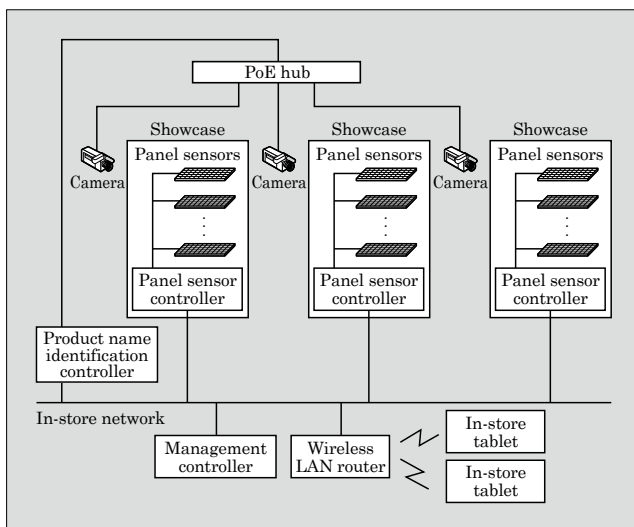 PoE hub
Showcase
Showcase
Showcase
Camera
Panel sensors
Camera
Panel sensors
Camera
Panel sensors
Panel sensor
controller
Panel sensor
controller
Panel sensor
controller
Product name
identification
controller
In-store network
Management
controller
Wireless
LAN router
In-store
tablet
In-store
tablet